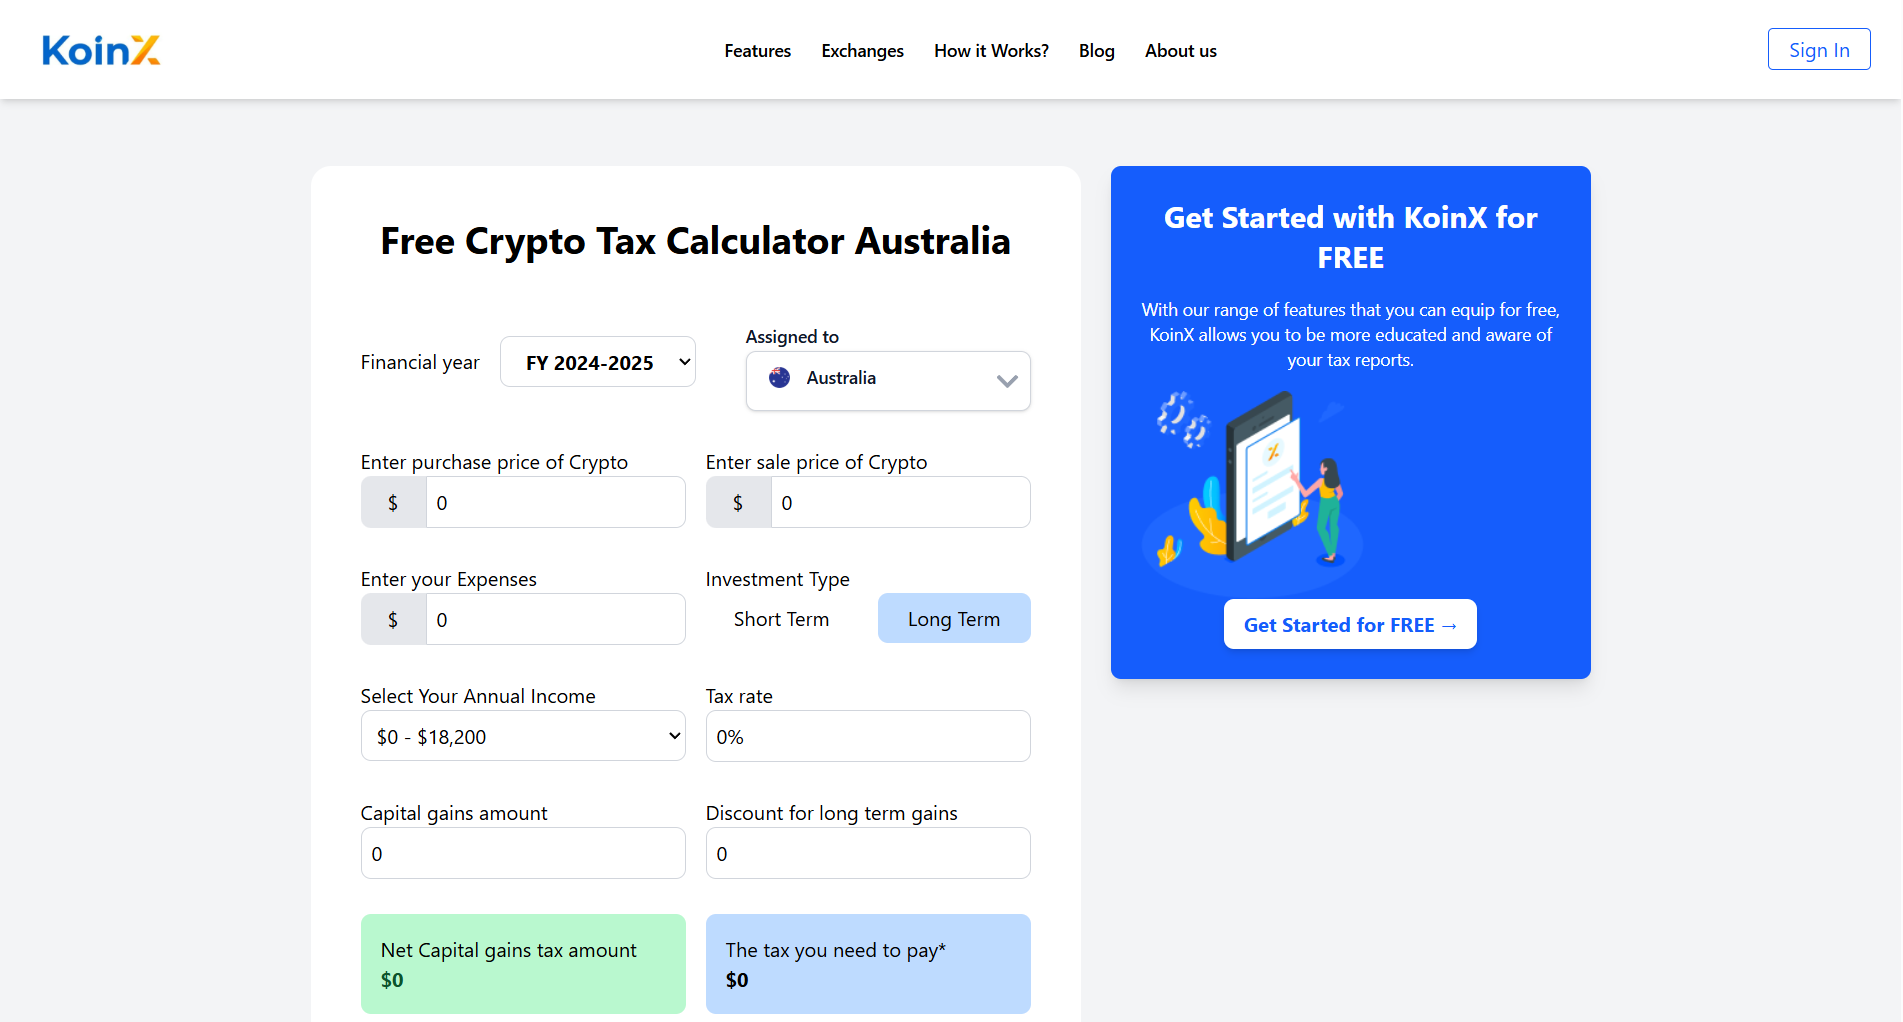 KoinX
Features
Exchanges
How it Works?
Blog
About us
Sign In
Free Crypto Tax Calculator Australia
Financial year
FY 2024-2025
Assigned to
Australia
Enter purchase price of Crypto
$
0
Enter sale price of Crypto
$
0
Enter your Expenses
$
0
Investment Type
Short Term
Long Term
Select Your Annual Income
$0 - $18,200
Tax rate
0%
Capital gains amount
0
Discount for long term gains
0
Net Capital gains tax amount
$0
The tax you need to pay*
$0
Get Started with KoinX for
FREE
With our range of features that you can equip for free,
KoinX allows you to be more educated and aware of
your tax reports.
Get Started for FREE →